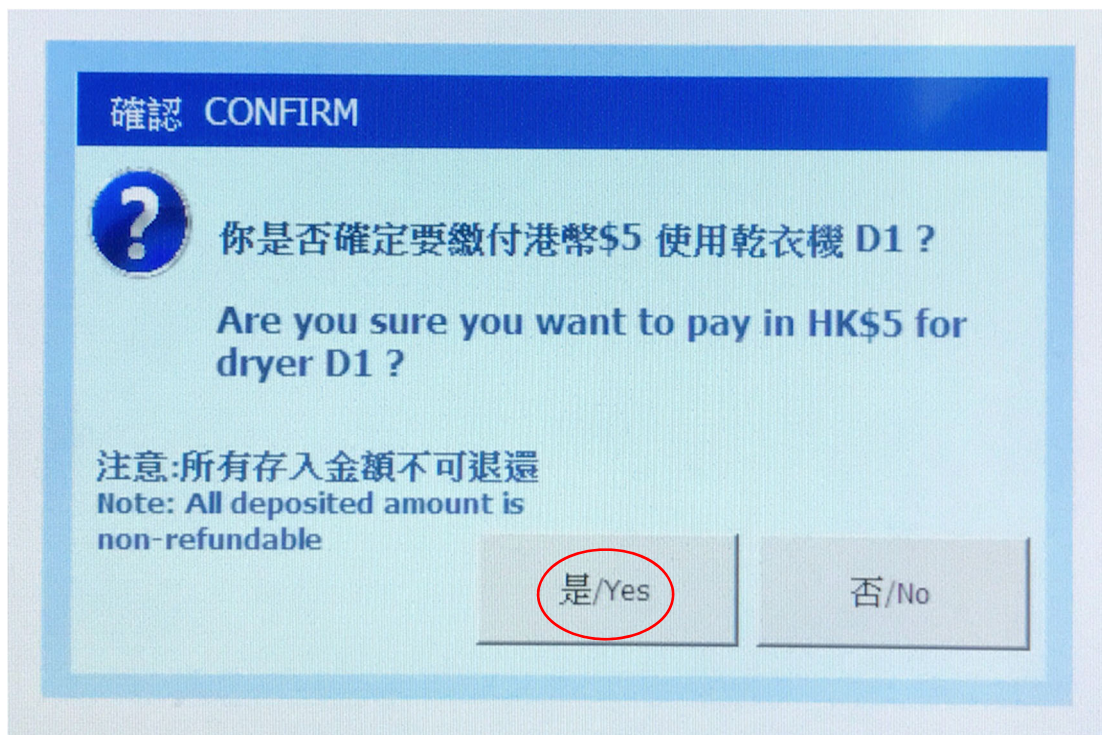 確認 CONFIRM
?
你是否確定要繳付港幣$5 使用乾衣機 D1 ?
Are you sure you want to pay in HK$5 for
dryer D1 ?
注意:所有存入金額不可退還
Note: All deposited amount is
non-refundable
是/Yes
否/No